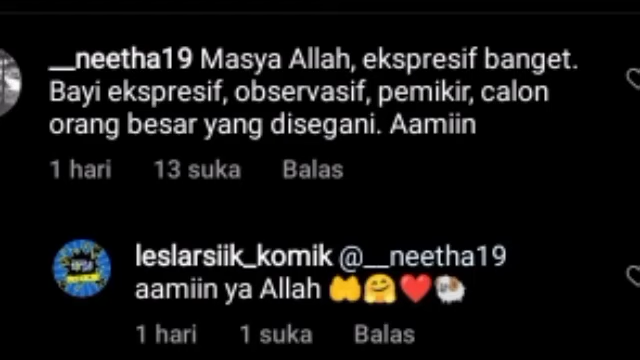 __neetha19 Masya Allah, ekspresif banget.
Bayi ekspresif, observasif, pemikir, calon
orang besar yang disegani. Aamiin
1 hari 13 suka Balas
leslarsiik_komik @__neetha19
aamiin ya Allah 🤲🤗❤️🐏
1 hari 1 suka Balas